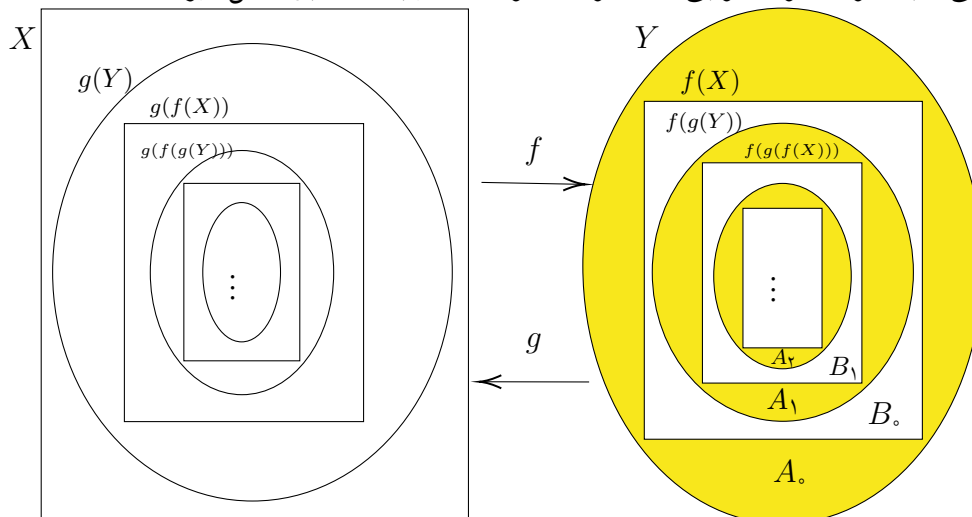 X
g(Y)
g(f(X))
g(f(g(Y)))
⋮
f
g
Y
f(X)
f(g(Y))
f(g(f(X)))
⋮
A₂
B₁
A₁
B₀
A₀